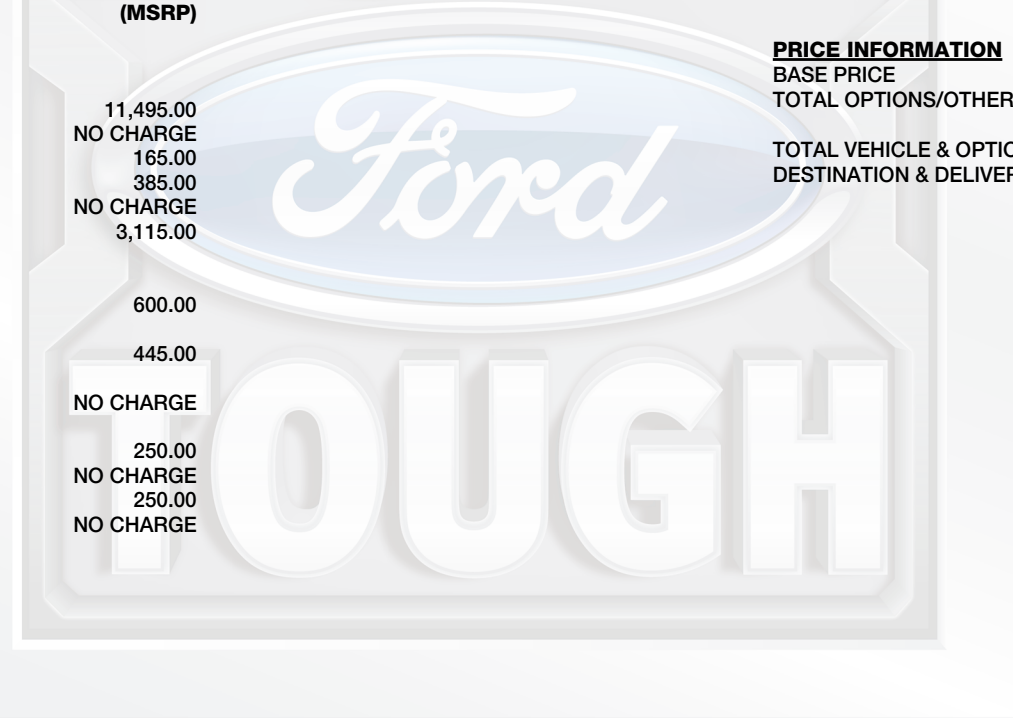 (MSRP)
11,495.00
NO CHARGE
165.00
385.00
NO CHARGE
3,115.00
600.00
445.00
NO CHARGE
250.00
NO CHARGE
250.00
NO CHARGE
PRICE INFORMATION
BASE PRICE
TOTAL OPTIONS/OTHER
TOTAL VEHICLE & OPTIO
DESTINATION & DELIVER
Ford
TOUGH